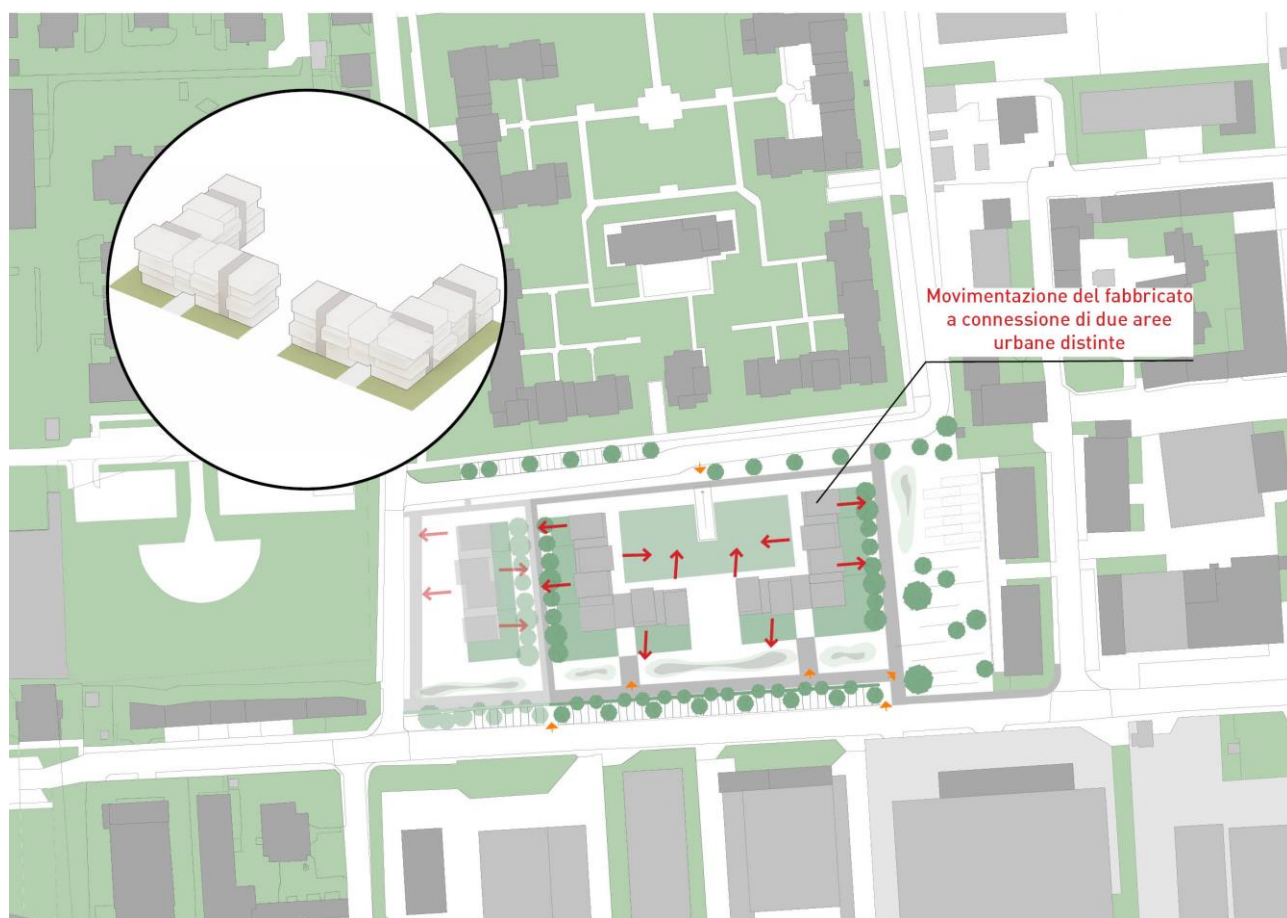 Movimentazione del fabbricato
a connessione di due aree
urbane distinte